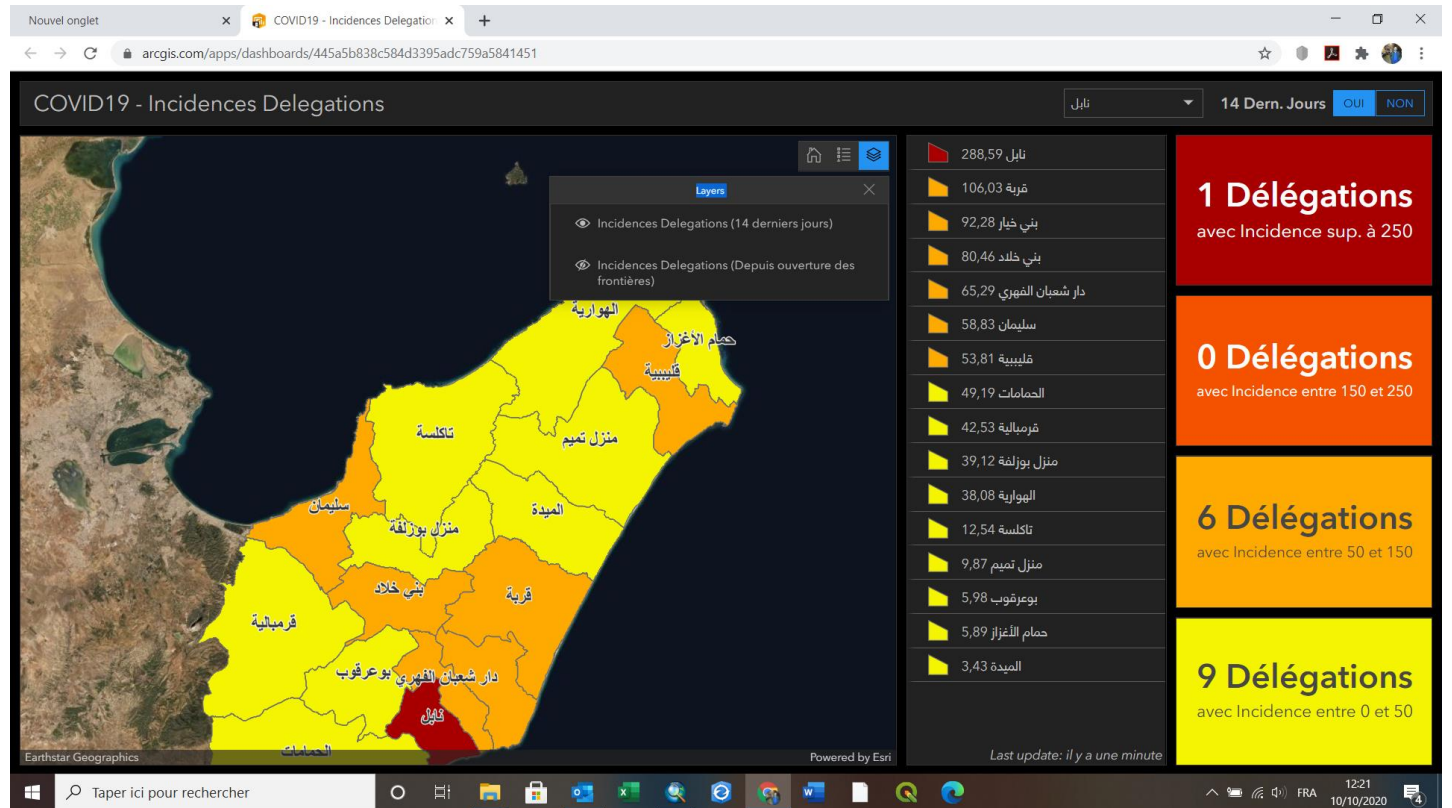 Nouvel onglet
COVID19 - Incidences Delegation
arcgis.com/apps/dashboards/445a5b838c584d3395adc759a5841451
COVID19 - Incidences Delegations
نابل
14 Dern. Jours
OUI
NON
Layers
Incidences Delegations (14 derniers jours)
Incidences Delegations (Depuis ouverture des
frontières)
الهوارية
حمام الأغزاز
قليبية
تاكلسة
منزل تميم
سليمان
الميدة
منزل بوزلفة
بني خلاد
قربة
قرمبالية
بوعرقوب
دار شعبان الفهري
نابل
الحمامات
Earthstar Geographics
Powered by Esri
نابل 288,59
قربة 106,03
بني خيار 92,28
بني خلاد 80,46
دار شعبان الفهري 65,29
سليمان 58,83
قليبية 53,81
الحمامات 49,19
قرمبالية 42,53
منزل بوزلفة 39,12
الهوارية 38,08
تاكلسة 12,54
منزل تميم 9,87
بوعرقوب 5,98
حمام الأغزاز 5,89
الميدة 3,43
Last update: il y a une minute
1 Délégations
avec Incidence sup. à 250
0 Délégations
avec Incidence entre 150 et 250
6 Délégations
avec Incidence entre 50 et 150
9 Délégations
avec Incidence entre 0 et 50
Taper ici pour rechercher
FRA
12:21
10/10/2020
4